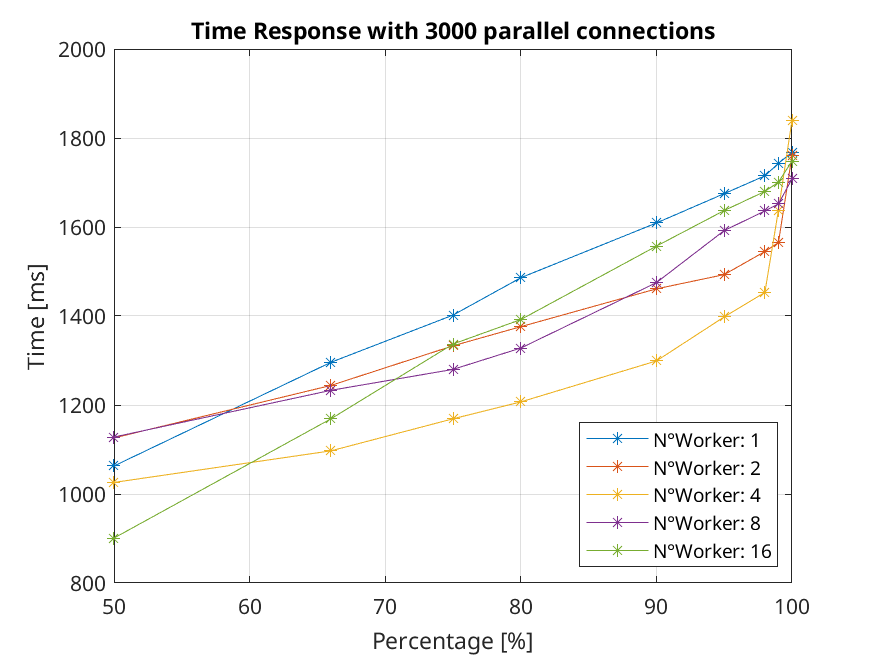 Time Response with 3000 parallel connections
2000
1800
1600
1400
1200
1000
800
Time [ms]
50
60
70
80
90
100
Percentage [%]
N°Worker: 1
N°Worker: 2
N°Worker: 4
N°Worker: 8
N°Worker: 16